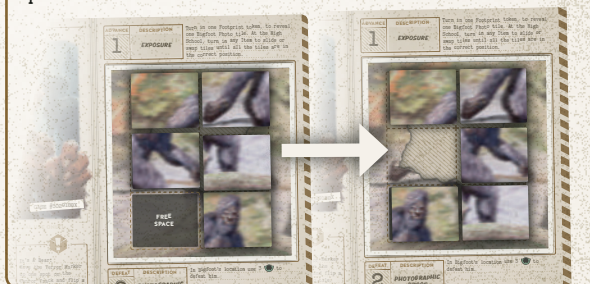 ADVANCE
DESCRIPTION
1
EXPOSURE
Turn in one Footprint token, to reveal
one Bigfoot Photo tile. At the High
School, turn in any Item to slide or
swap tiles until all the tiles are in
the correct position.
FREE
SPACE
DEFEAT
DESCRIPTION
In Bigfoot's location use 3 to
defeat him.
ADVANCE
DESCRIPTION
1
EXPOSURE
Turn in one Footprint token, to reveal
one Bigfoot Photo tile. At the High
School, turn in any Item to slide or
swap tiles until all the tiles are in
the correct position.
DEFEAT
DESCRIPTION
2
PHOTOGRAPHIC
In Bigfoot's location use 3 to
defeat him.